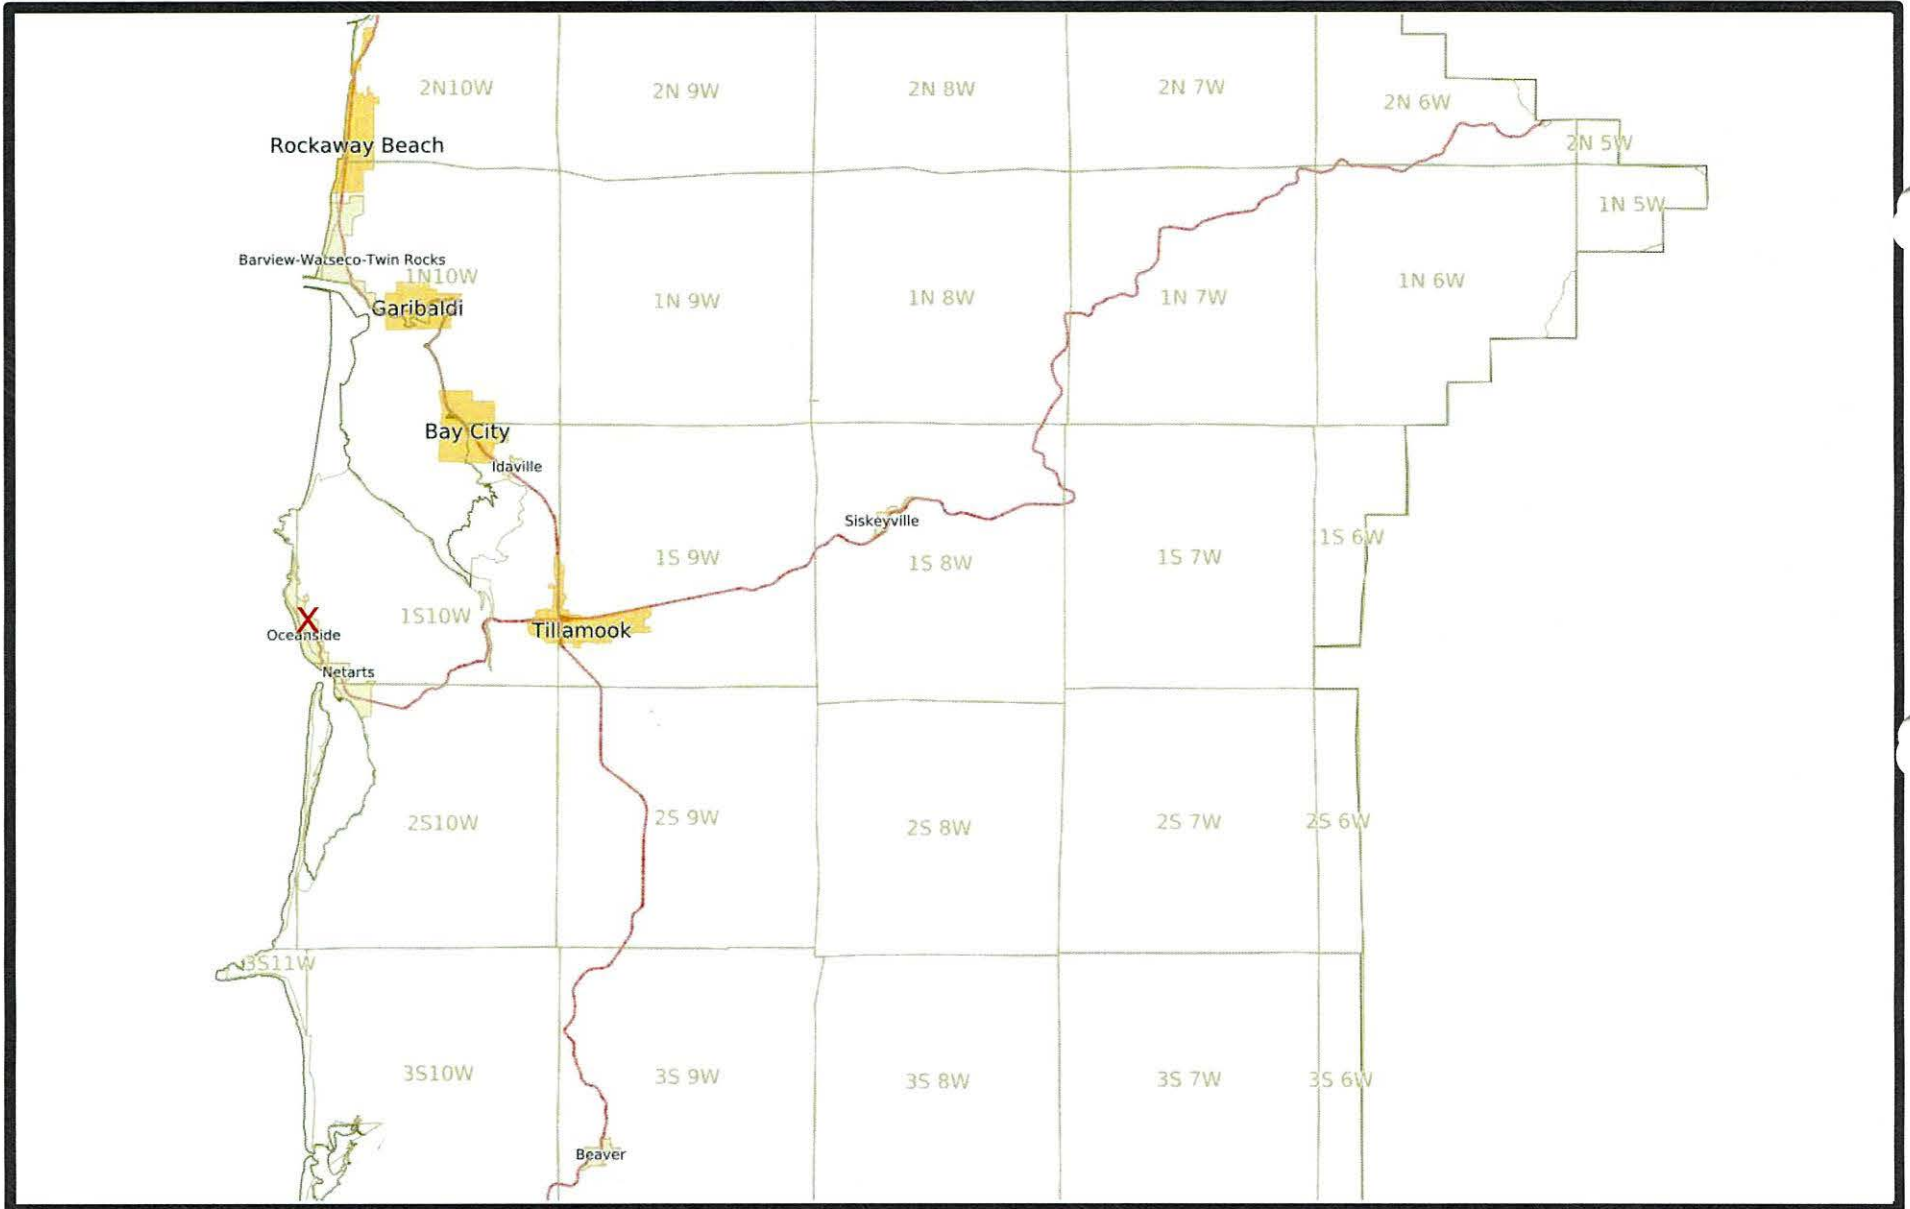 2N10W
2N 9W
2N 8W
2N 7W
2N 6W
2N 5W
Rockaway Beach
1N 5W
Barview-Watseco-Twin Rocks
1N10W
1N 9W
1N 8W
1N 7W
1N 6W
Garibaldi
Bay City
Idaville
Siskeyville
1S 9W
1S 8W
1S 7W
1S 6W
1S10W
X
Oceanside
Tillamook
Netarts
2S10W
2S 9W
2S 8W
2S 7W
2S 6W
3S11W
3S10W
3S 9W
3S 8W
3S 7W
3S 6W
Beaver